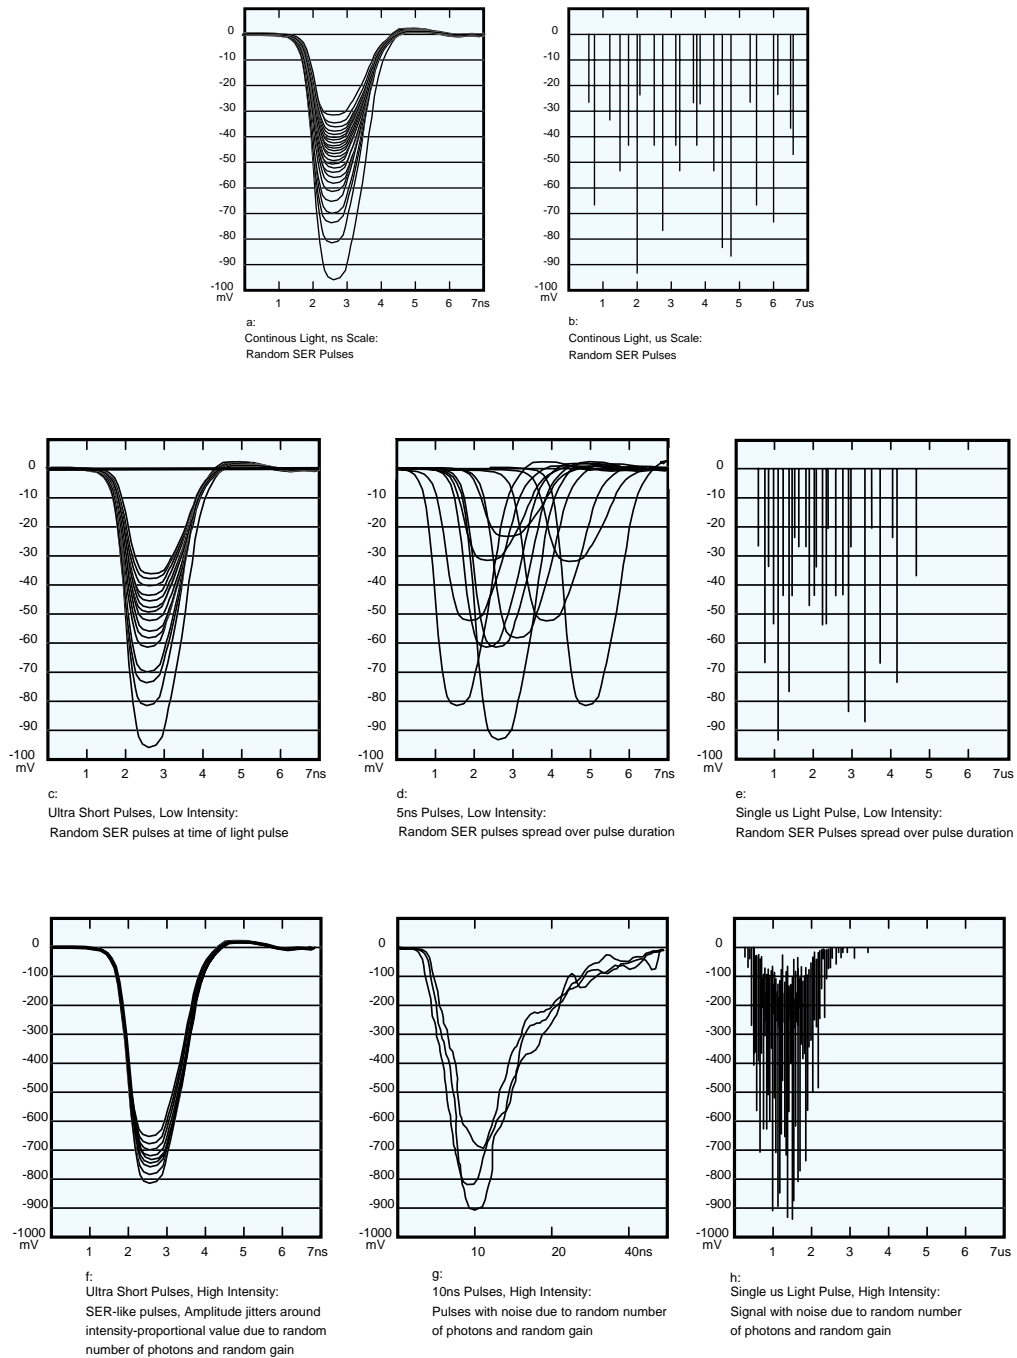 0
-10
-20
-30
-40
-50
-60
-70
-80
-90
-100
mV
1 2 3 4 5 6 7ns
a:
Continous Light, ns Scale:
Random SER Pulses
0
-10
-20
-30
-40
-50
-60
-70
-80
-90
-100
mV
1 2 3 4 5 6 7us
b:
Continous Light, us Scale:
Random SER Pulses
0
-10
-20
-30
-40
-50
-60
-70
-80
-90
-100
mV
1 2 3 4 5 6 7ns
c:
Ultra Short Pulses, Low Intensity:
Random SER pulses at time of light pulse
0
-10
-20
-30
-40
-50
-60
-70
-80
-90
-100
mV
1 2 3 4 5 6 7ns
d:
5ns Pulses, Low Intensity:
Random SER pulses spread over pulse duration
0
-10
-20
-30
-40
-50
-60
-70
-80
-90
-100
mV
1 2 3 4 5 6 7us
e:
Single us Light Pulse, Low Intensity:
Random SER Pulses spread over pulse duration
0
-100
-200
-300
-400
-500
-600
-700
-800
-900
-1000
mV
1 2 3 4 5 6 7ns
f:
Ultra Short Pulses, High Intensity:
SER-like pulses, Amplitude jitters around
intensity-proportional value due to random
number of photons and random gain
0
-100
-200
-300
-400
-500
-600
-700
-800
-900
-1000
mV
10 20 40ns
g:
10ns Pulses, High Intensity:
Pulses with noise due to random number
of photons and random gain
0
-100
-200
-300
-400
-500
-600
-700
-800
-900
-1000
mV
1 2 3 4 5 6 7us
h:
Single us Light Pulse, High Intensity:
Signal with noise due to random number
of photons and random gain